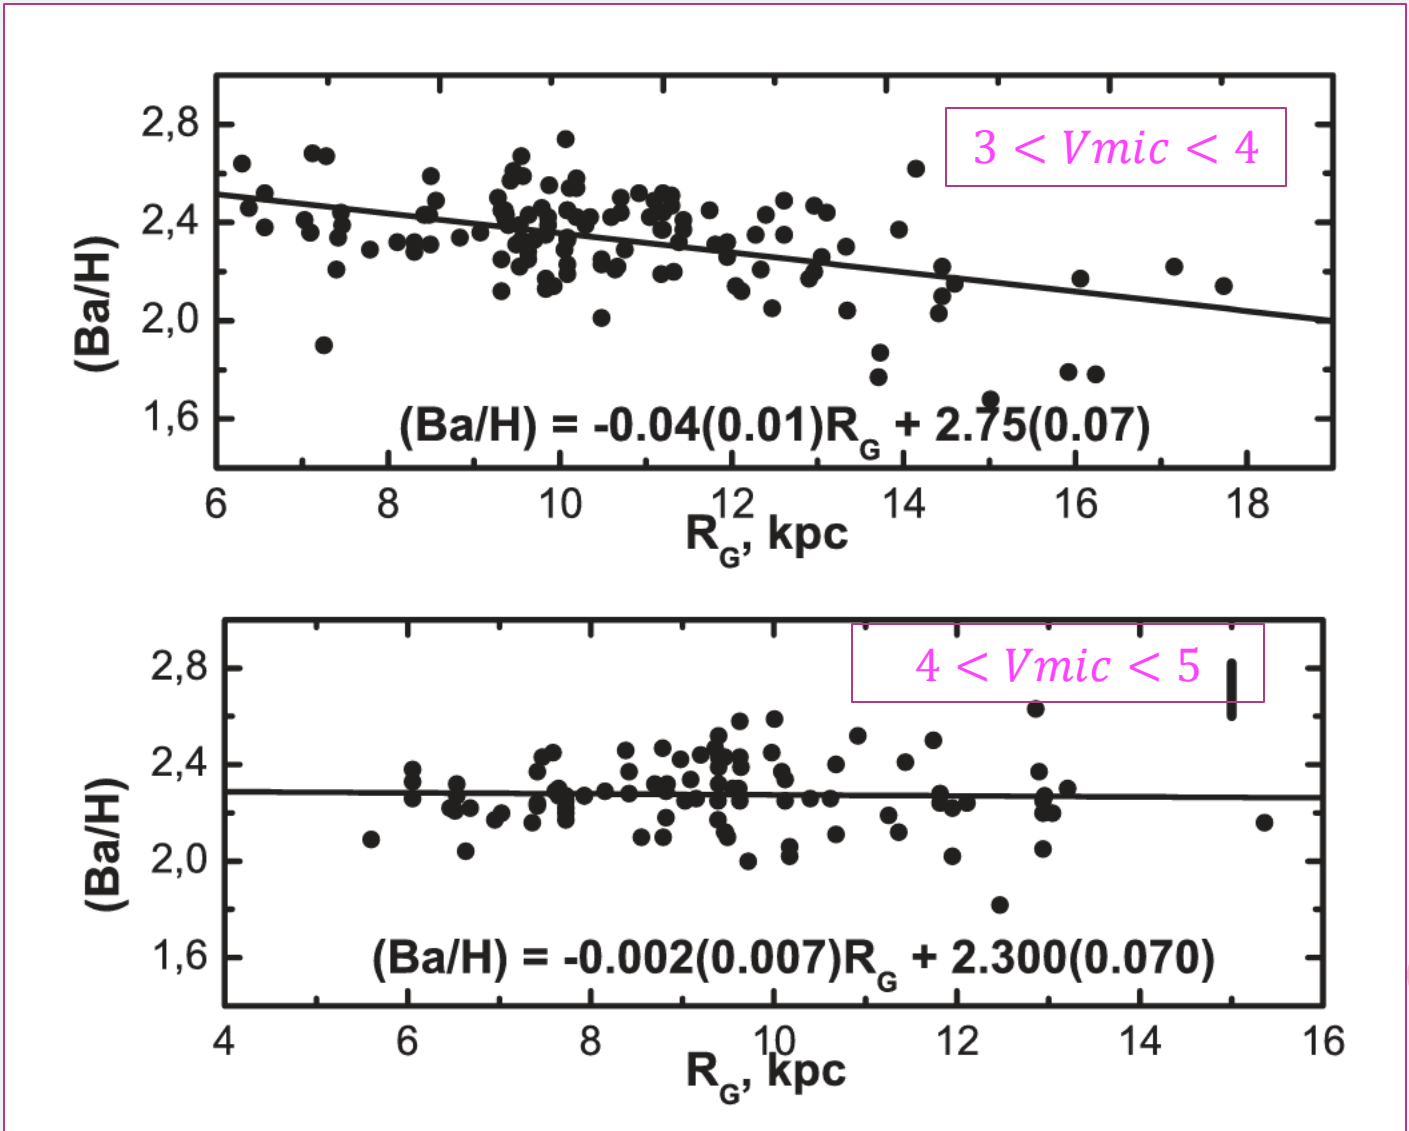 2,8
3 < Vmic < 4
2,4
(Ba/H)
2,0
1,6
(Ba/H) = -0.04(0.01)R_G + 2.75(0.07)
6 8 10 12 14 16 18
R_G, kpc
2,8
4 < Vmic < 5
2,4
(Ba/H)
2,0
1,6
(Ba/H) = -0.002(0.007)R_G + 2.300(0.070)
4 6 8 10 12 14 16
R_G, kpc